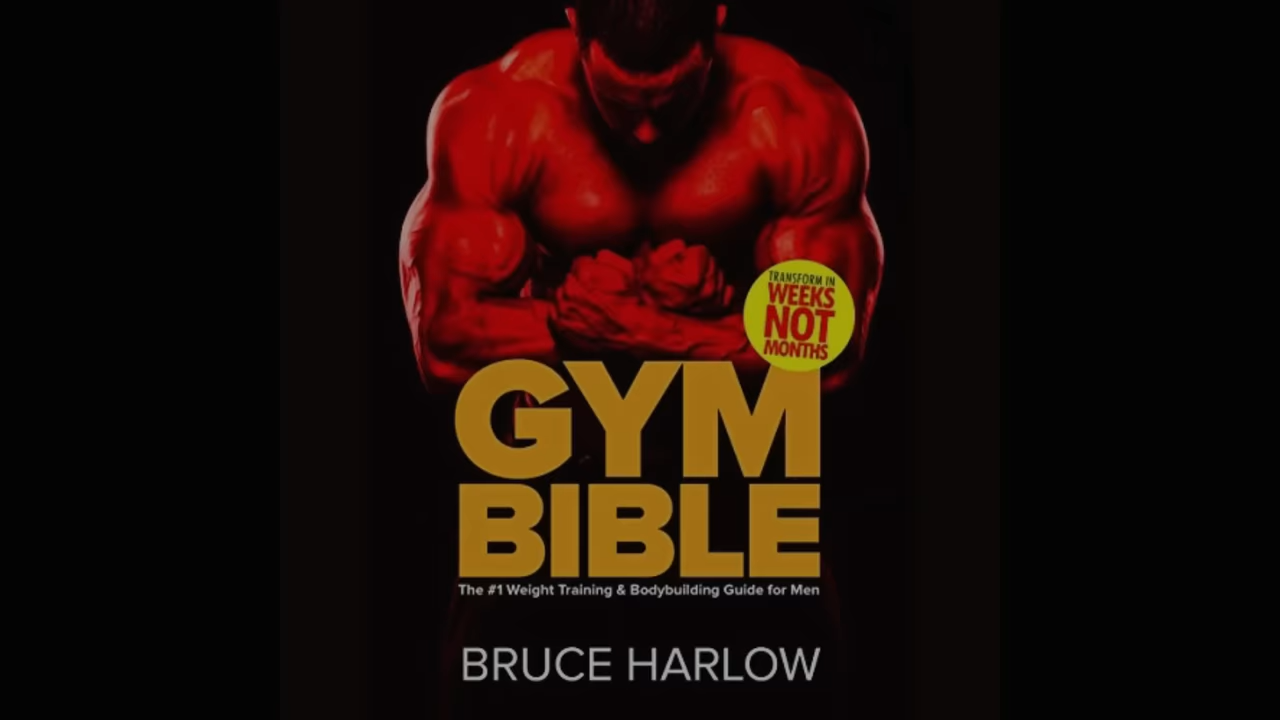 TRANSFORM IN
WEEKS
NOT
MONTHS
GYM
BIBLE
The #1 Weight Training & Bodybuilding Guide for Men
BRUCE HARLOW